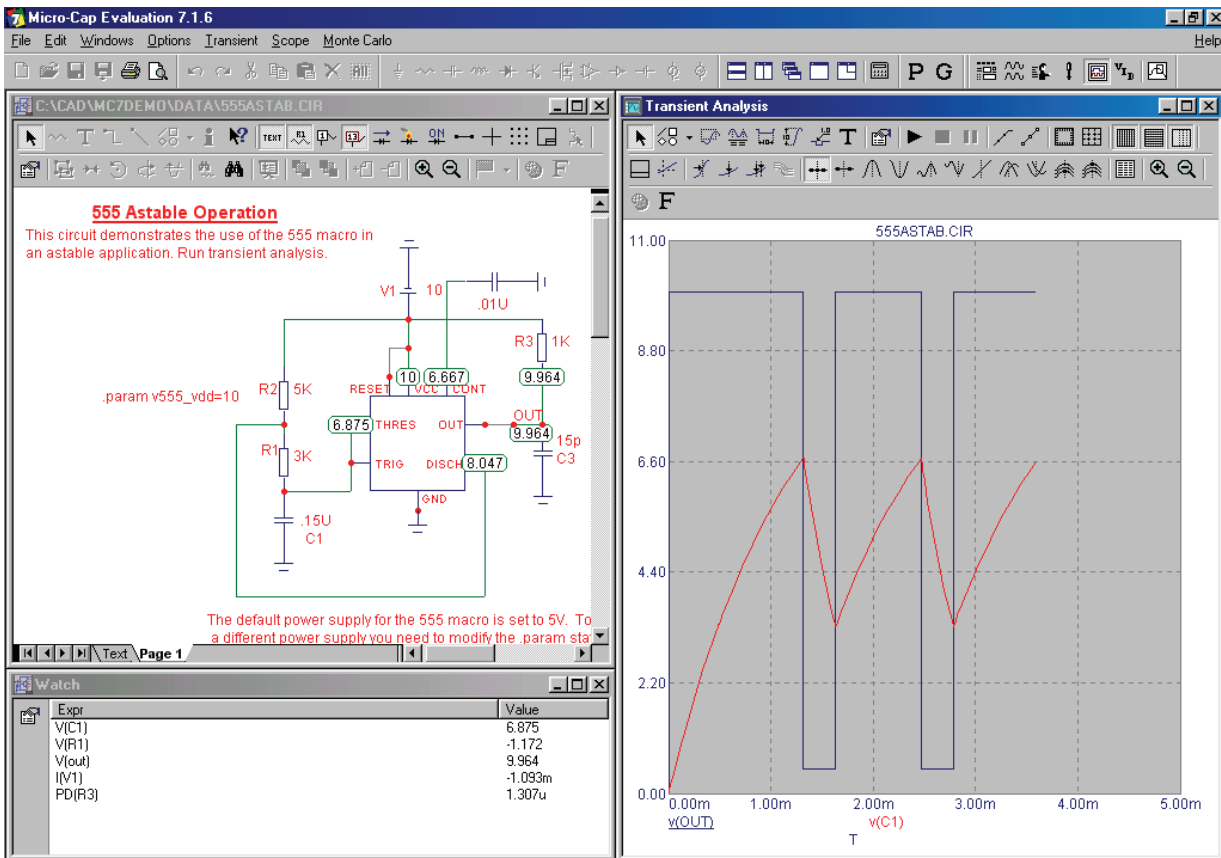 Micro-Cap Evaluation 7.1.6
File Edit Windows Options Transient Scope Monte Carlo Help
P G
C:\CAD\MC7DEMO\DATA\555ASTAB.CIR
T TEXT R1 13 ON
F
555 Astable Operation
This circuit demonstrates the use of the 555 macro in
an astable application. Run transient analysis.
V1 10
.01U
R3 1K
10 6.667 9.964
RESET VCC CONT
R2 5K
.param v555_vdd=10
6.875 THRES OUT OUT
9.964 15p
R1 3K
C3
TRIG DISCH 8.047
GND
.15U
C1
The default power supply for the 555 macro is set to 5V. To
a different power supply you need to modify the .param sta
Text Page 1
Transient Analysis
T
F
555ASTAB.CIR
11.00
8.80
6.60
4.40
2.20
0.00
0.00m 1.00m 2.00m 3.00m 4.00m 5.00m
v(OUT) v(C1)
T
Watch
Expr Value
V(C1) 6.875
V(R1) -1.172
V(out) 9.964
I(V1) -1.093m
PD(R3) 1.307u